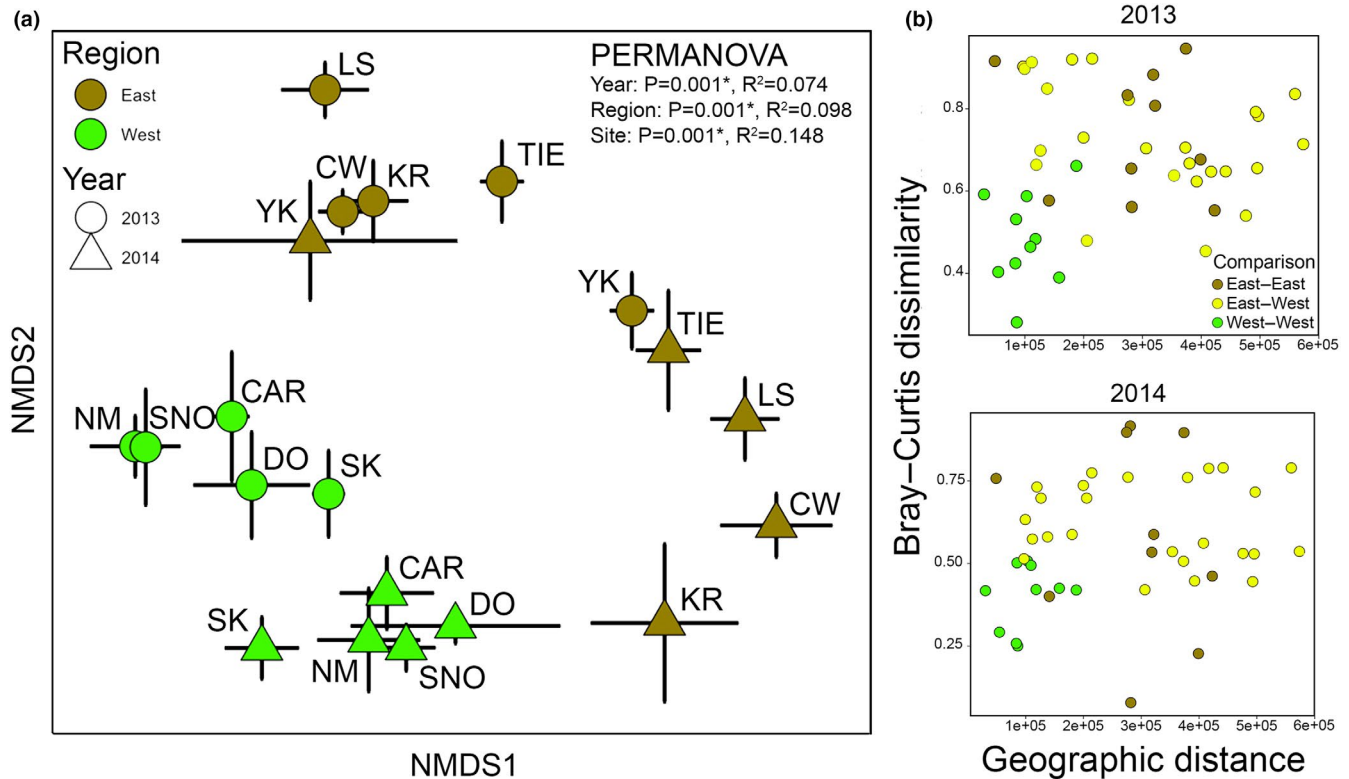 (a)
Region
East
West
Year
2013
2014
PERMANOVA
Year: P=0.001*, R²=0.074
Region: P=0.001*, R²=0.098
Site: P=0.001*, R²=0.148
LS
TIE
CW
KR
YK
YK
TIE
LS
CAR
NM
SNO
DO
SK
CW
CAR
DO
KR
SK
NM
SNO
NMDS2
NMDS1
(b)
2013
0.8
0.6
0.4
Comparison
East–East
East–West
West–West
1e+05 2e+05 3e+05 4e+05 5e+05 6e+05
Bray–Curtis dissimilarity
2014
0.75
0.50
0.25
1e+05 2e+05 3e+05 4e+05 5e+05 6e+05
Geographic distance